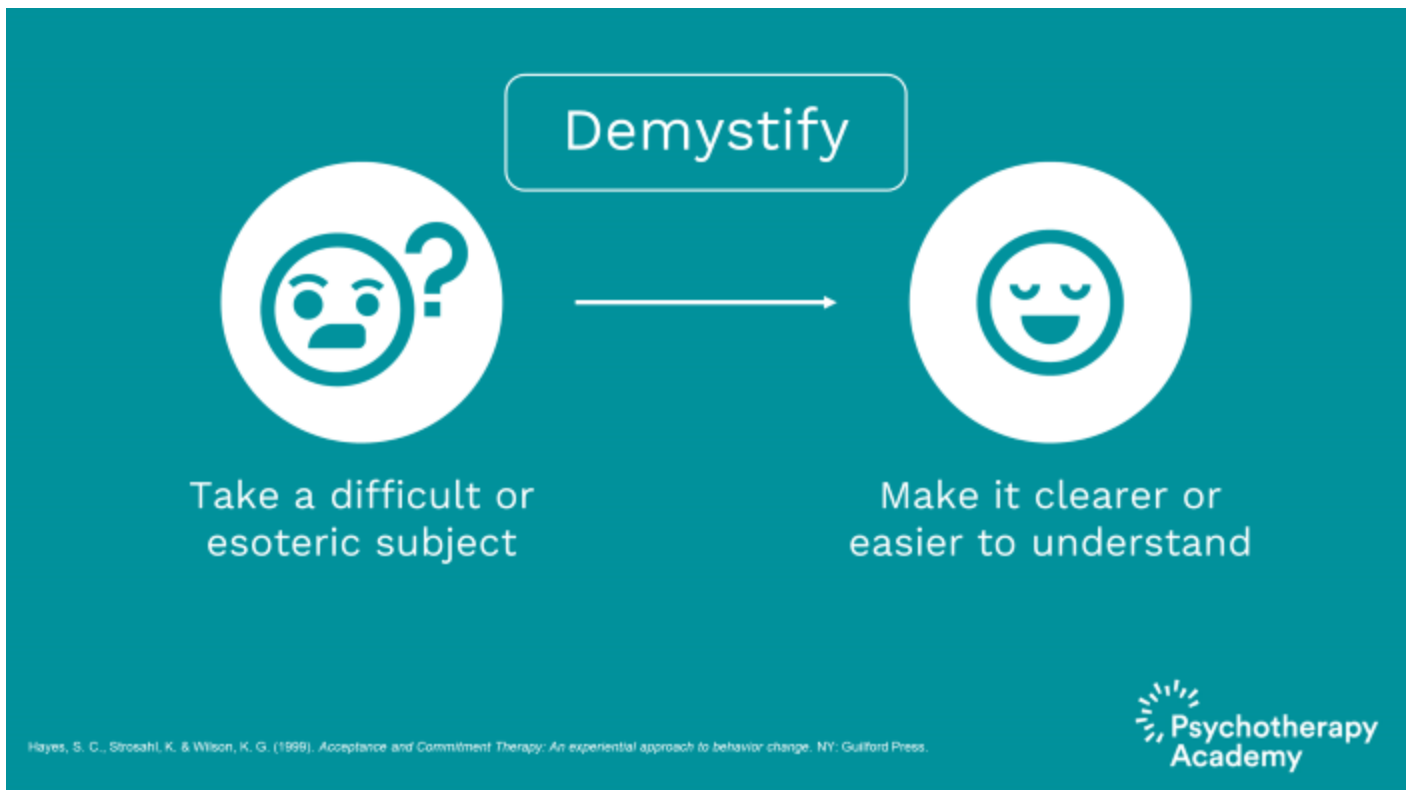 Demystify
?
Take a difficult or
esoteric subject
Make it clearer or
easier to understand
Hayes, S. C., Strosahl, K. & Wilson, K. G. (1999). Acceptance and Commitment Therapy: An experiential approach to behavior change. NY: Guilford Press.
Psychotherapy
Academy